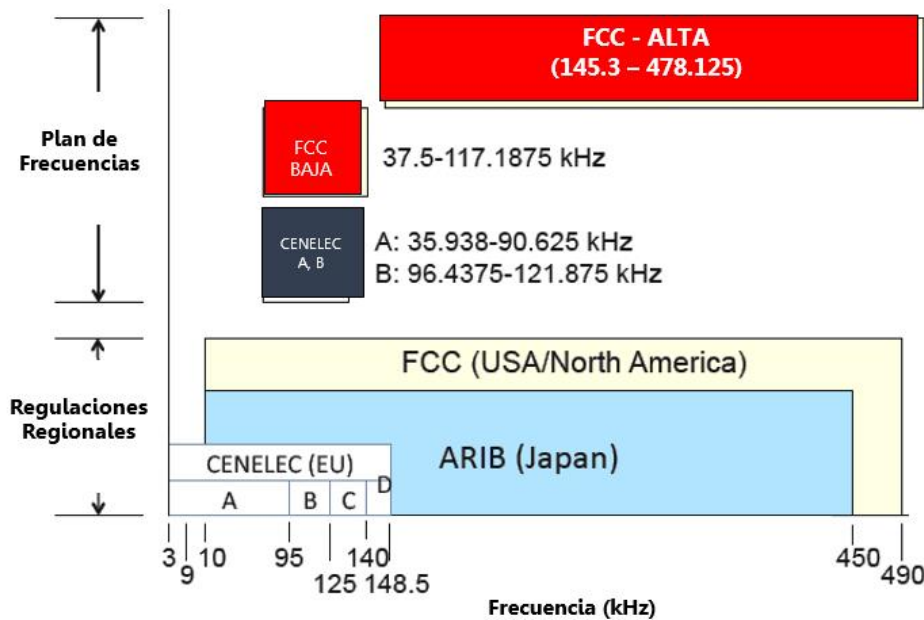 FCC - ALTA
(145.3 – 478.125)
Plan de
Frecuencias
FCC
BAJA
37.5-117.1875 kHz
CENELEC
A, B
A: 35.938-90.625 kHz
B: 96.4375-121.875 kHz
Regulaciones
Regionales
FCC (USA/North America)
ARIB (Japan)
CENELEC (EU)
A
B
C
D
3
9
10
95
125
140
148.5
450
490
Frecuencia (kHz)